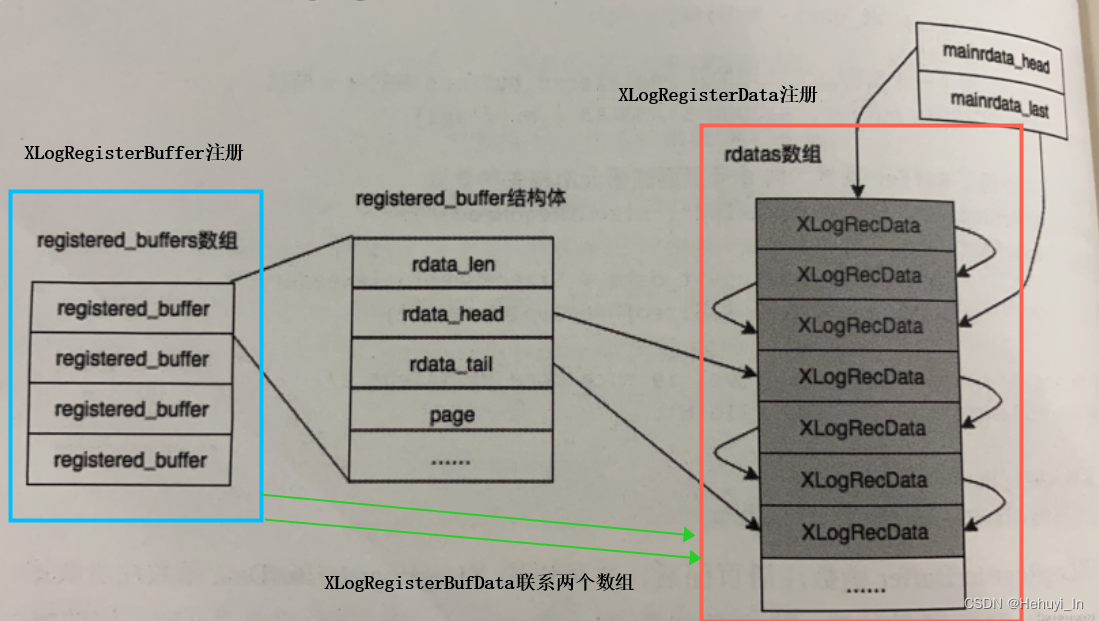 mainrdata_head
mainrdata_last
XLogRegisterData注册
XLogRegisterBuffer注册
rdatas数组
registered_buffer结构体
registered_buffers数组
registered_buffer
registered_buffer
registered_buffer
registered_buffer
rdata_len
rdata_head
rdata_tail
page
......
XLogRecData
XLogRecData
XLogRecData
XLogRecData
XLogRecData
XLogRecData
XLogRecData
......
XLogRegisterBufData联系两个数组
CSDN @Hehuyi_In